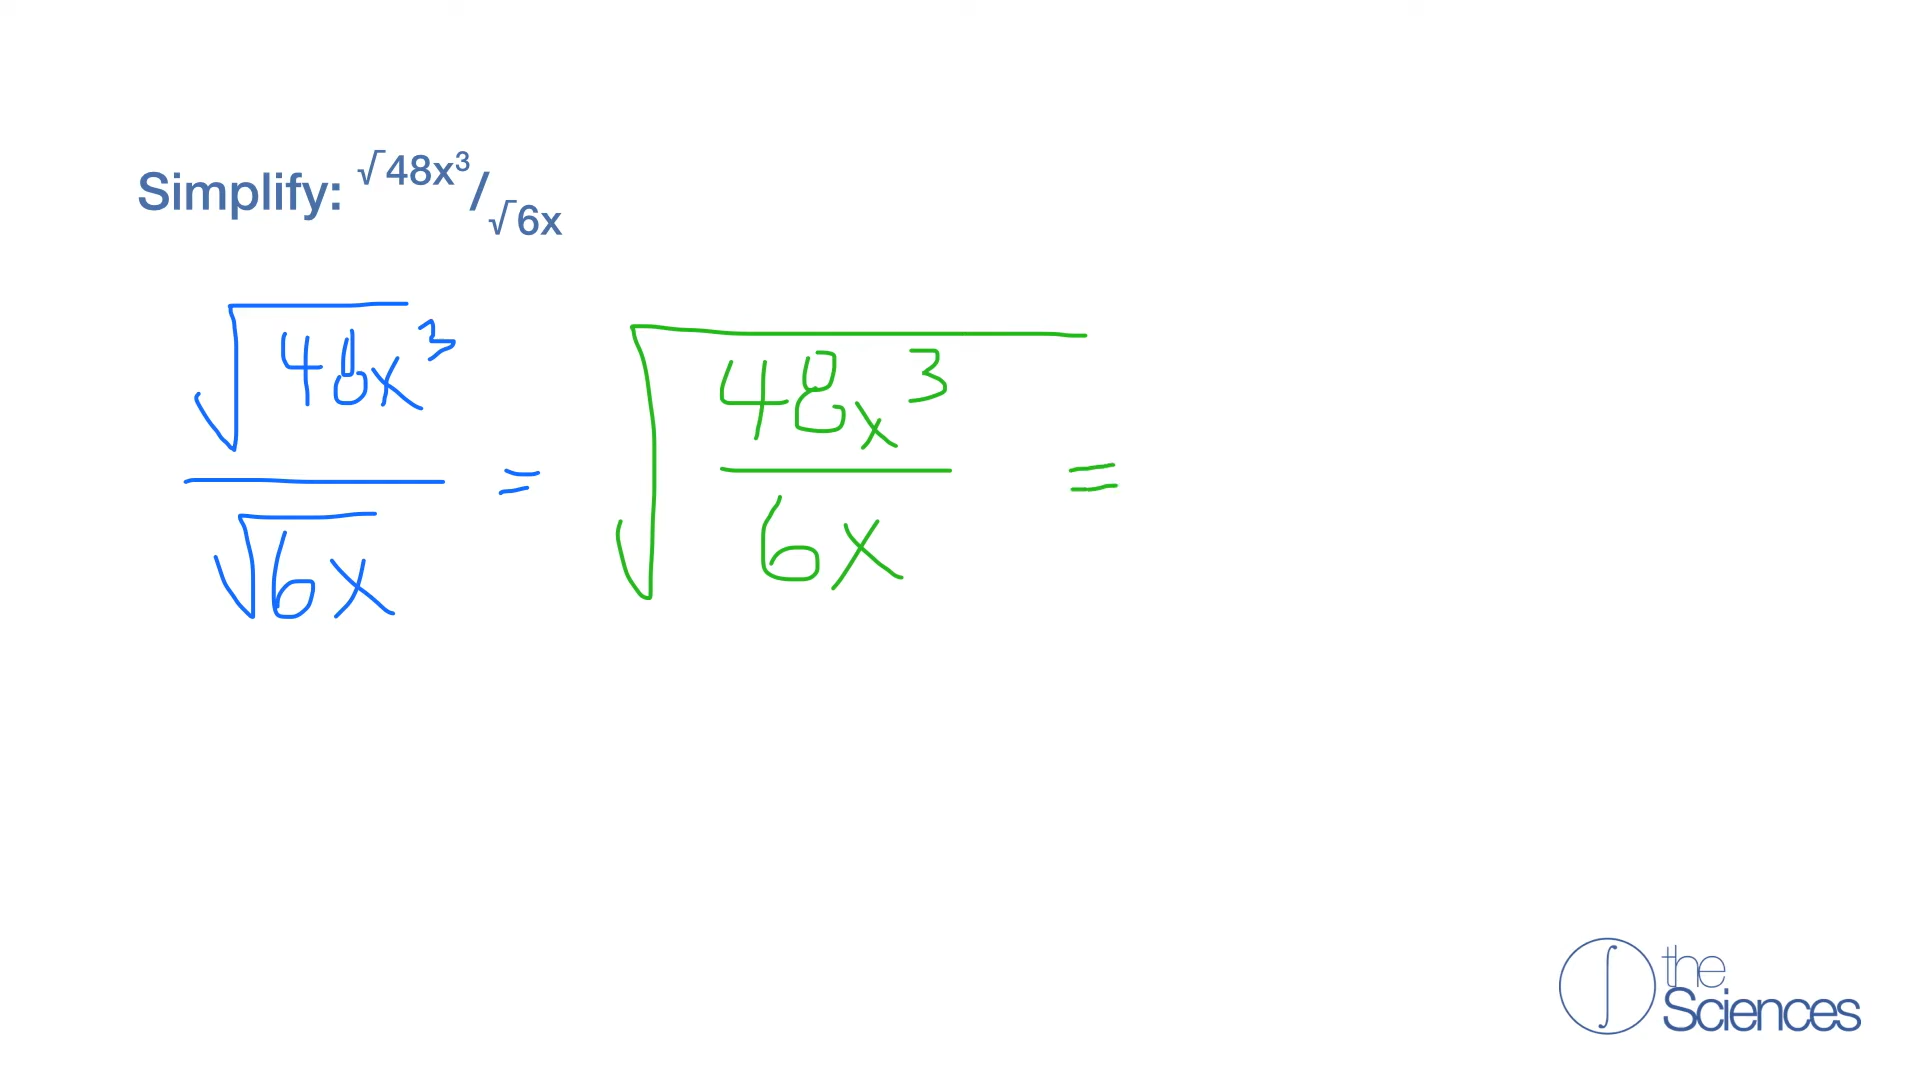 Simplify: √48x³/√6x
√48x³ / √6x = √(48x³ / 6x) =
the
Sciences